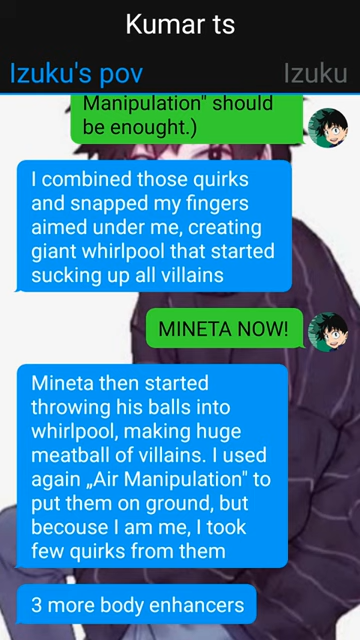 Kumar ts
Izuku's pov
Izuku
Manipulation" should
be enought.)
I combined those quirks
and snapped my fingers
aimed under me, creating
giant whirlpool that started
sucking up all villains
MINETA NOW!
Mineta then started
throwing his balls into
whirlpool, making huge
meatball of villains. I used
again „Air Manipulation" to
put them on ground, but
becouse I am me, I took
few quirks from them
3 more body enhancers